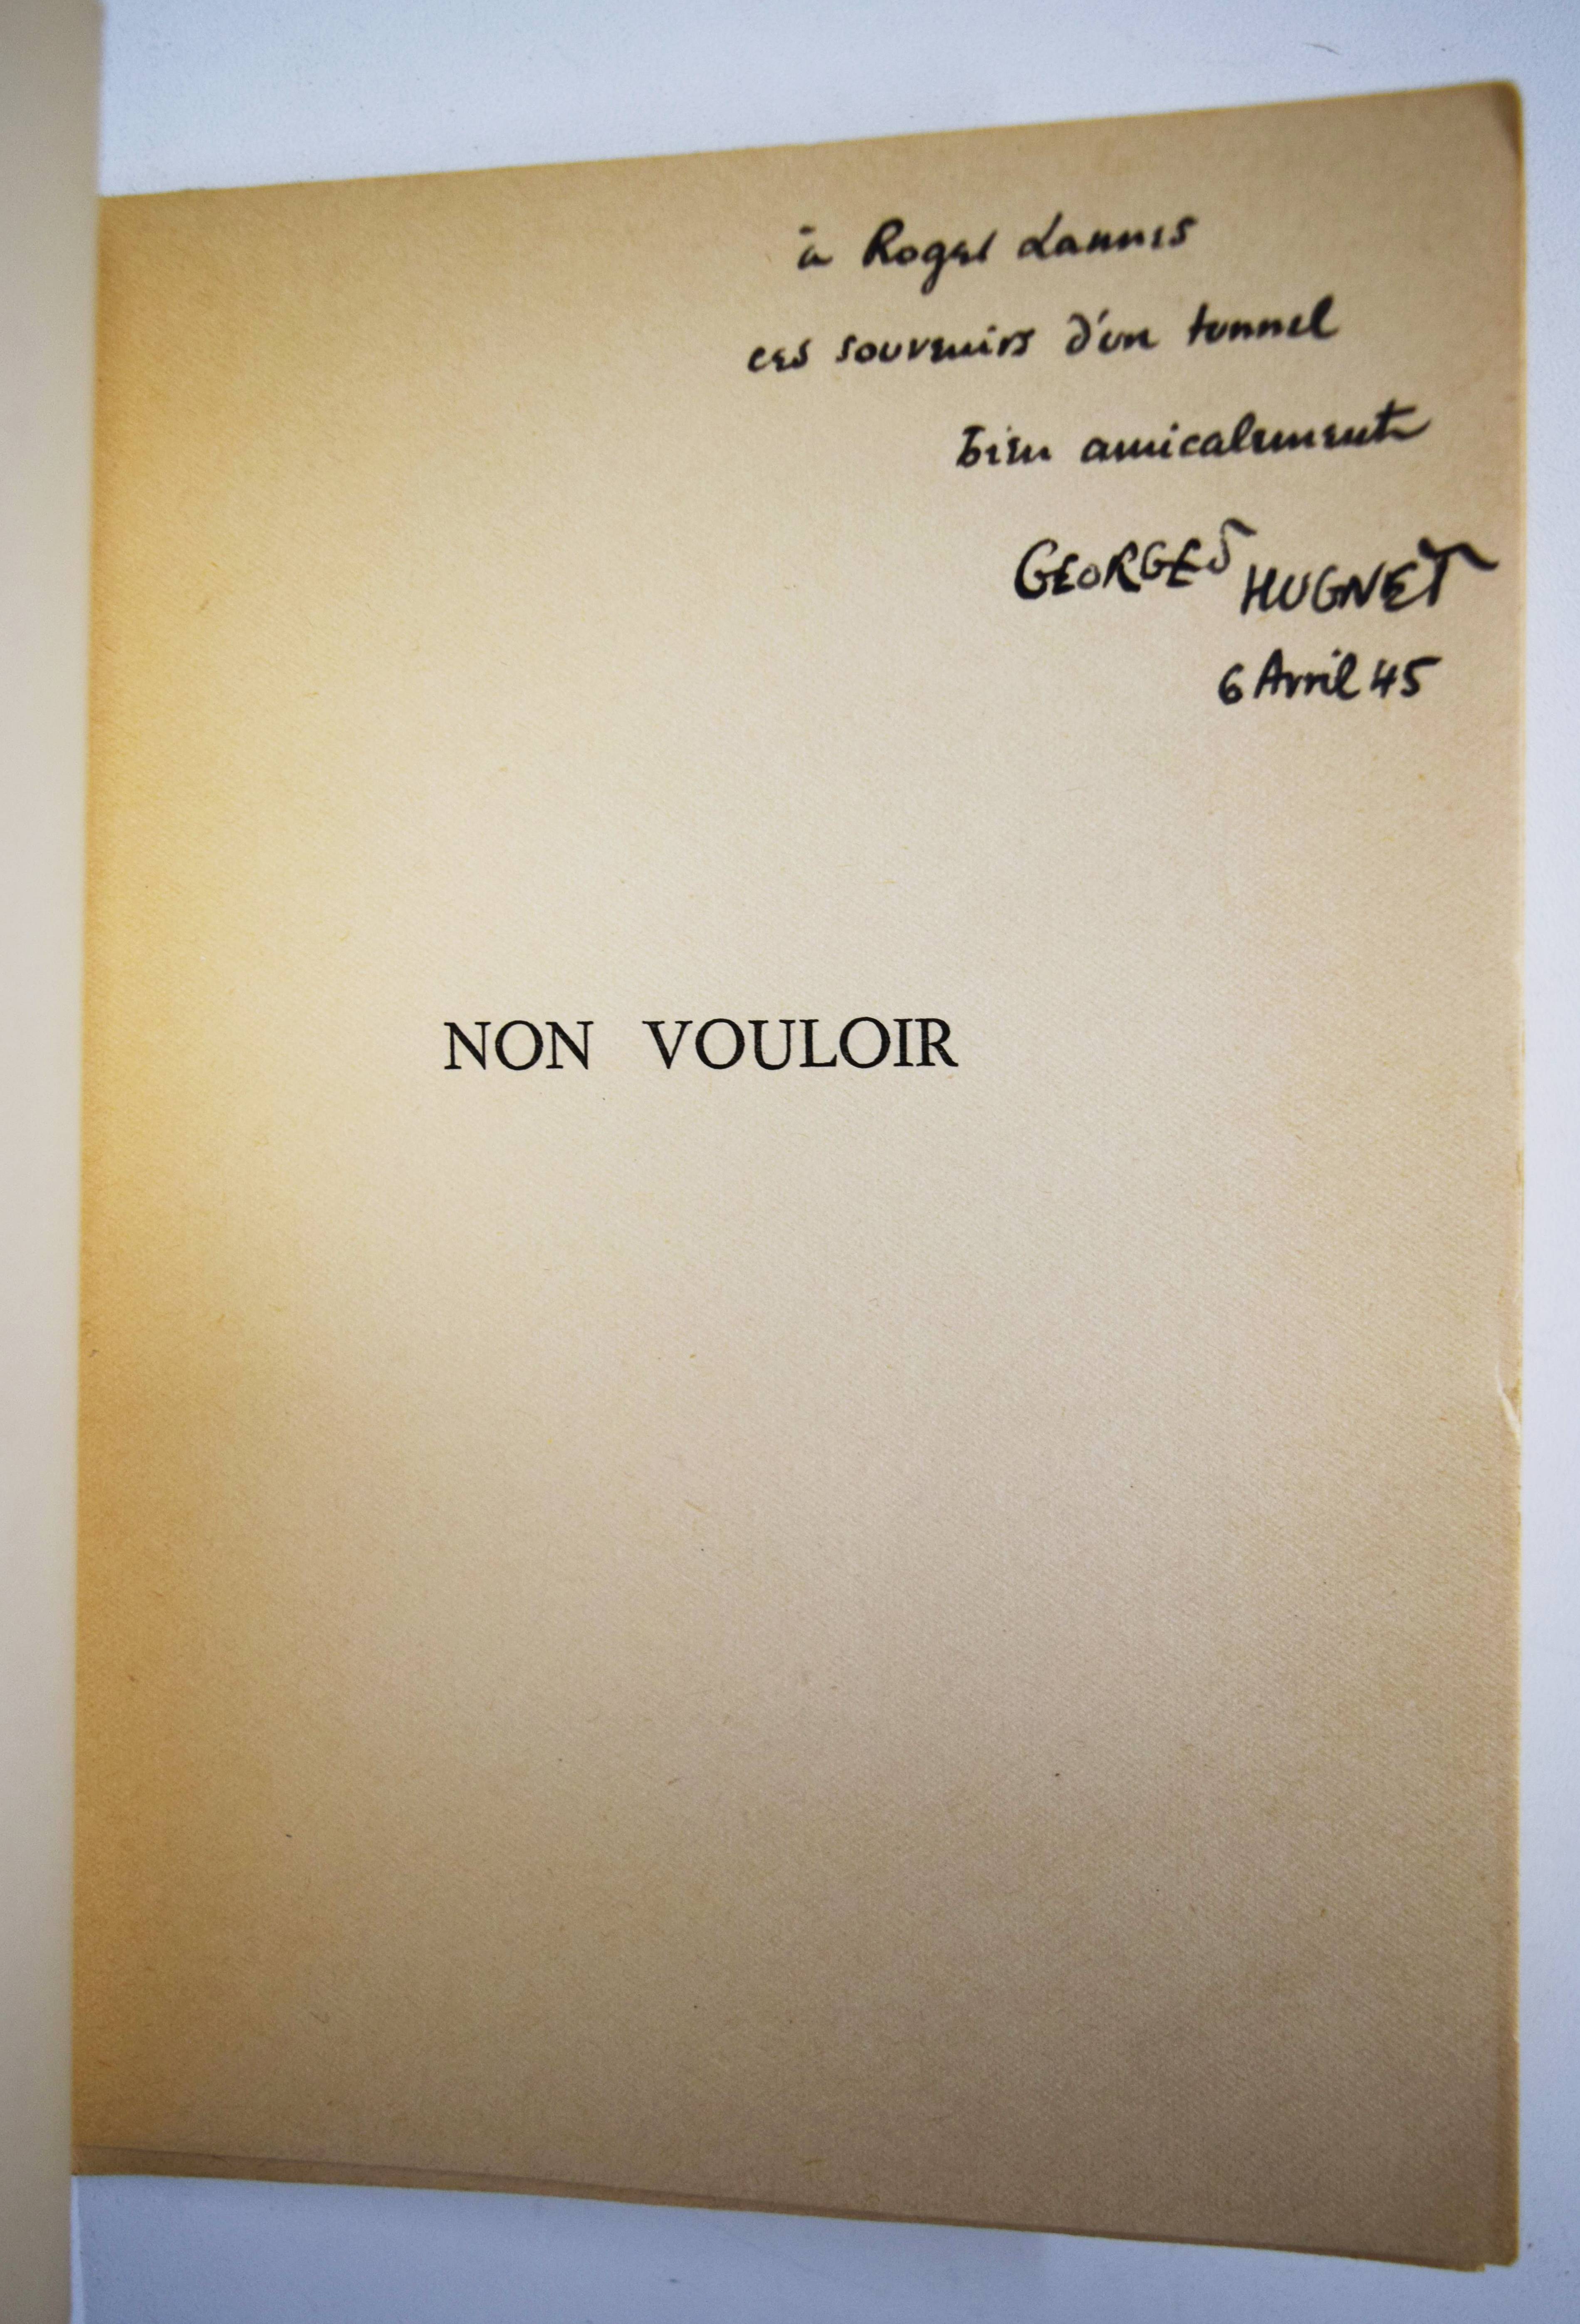 à Roger Lannes
ces souvenirs d'un tunnel
bien amicalement
GEORGES HUGNET
6 Avril 45
NON VOULOIR